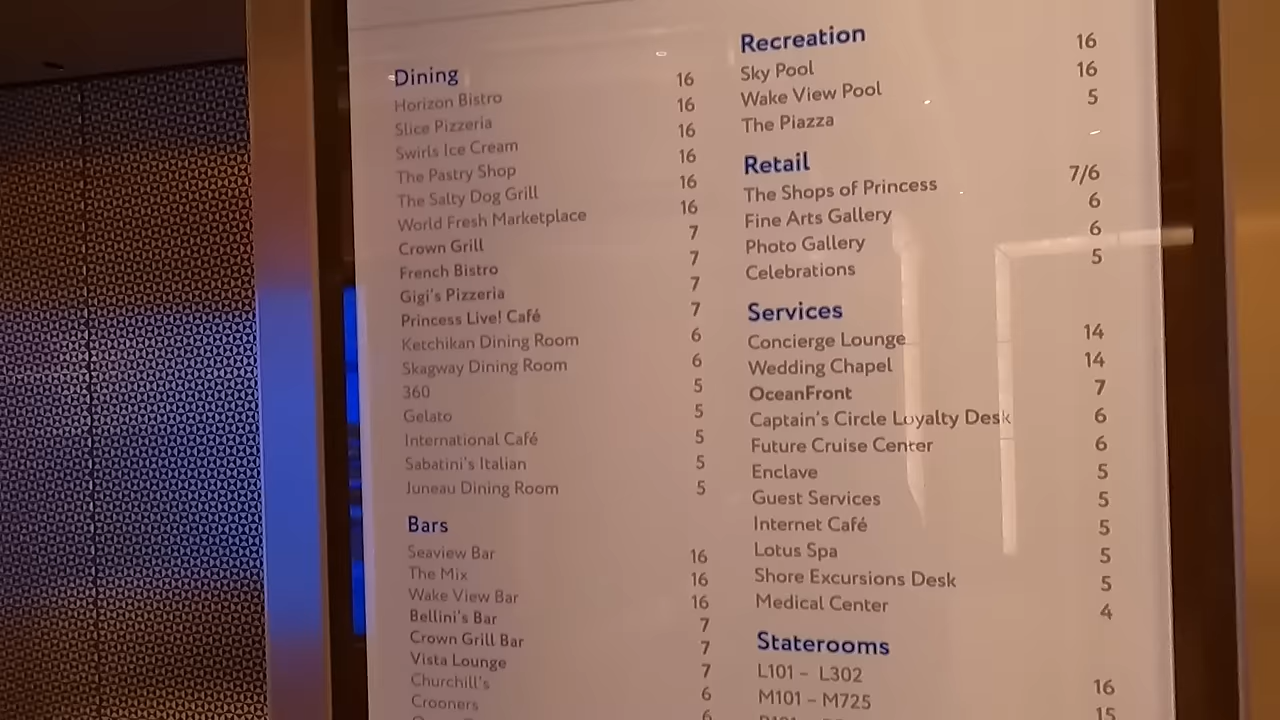 Dining
Horizon Bistro 16
Slice Pizzeria 16
Swirls Ice Cream 16
The Pastry Shop 16
The Salty Dog Grill 16
World Fresh Marketplace 16
Crown Grill 7
French Bistro 7
Gigi's Pizzeria 7
Princess Live! Café 7
Ketchikan Dining Room 6
Skagway Dining Room 6
360 5
Gelato 5
International Café 5
Sabatini's Italian 5
Juneau Dining Room 5
Bars
Seaview Bar 16
The Mix 16
Wake View Bar 16
Bellini's Bar 7
Crown Grill Bar 7
Vista Lounge 7
Churchill's 6
Crooners 6
Recreation
Sky Pool 16
Wake View Pool 16
The Piazza 5
Retail
The Shops of Princess 7/6
Fine Arts Gallery 6
Photo Gallery 6
Celebrations 5
Services
Concierge Lounge 14
Wedding Chapel 14
OceanFront 7
Captain's Circle Loyalty Desk 6
Future Cruise Center 6
Enclave 5
Guest Services 5
Internet Café 5
Lotus Spa 5
Shore Excursions Desk 5
Medical Center 4
Staterooms
L101 – L302 16
M101 – M725 15